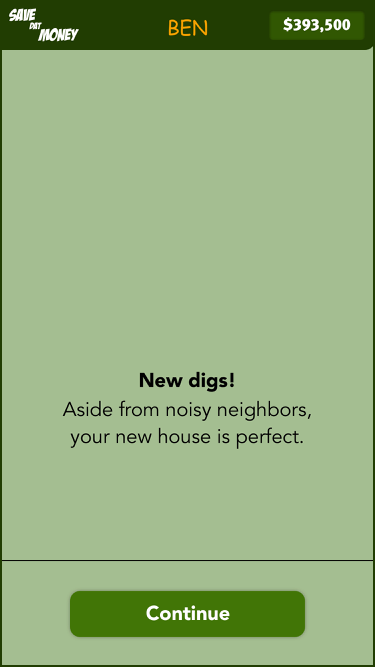 SAVE
DAT
MONEY
BEN
$393,500
New digs!
Aside from noisy neighbors,
your new house is perfect.
Continue